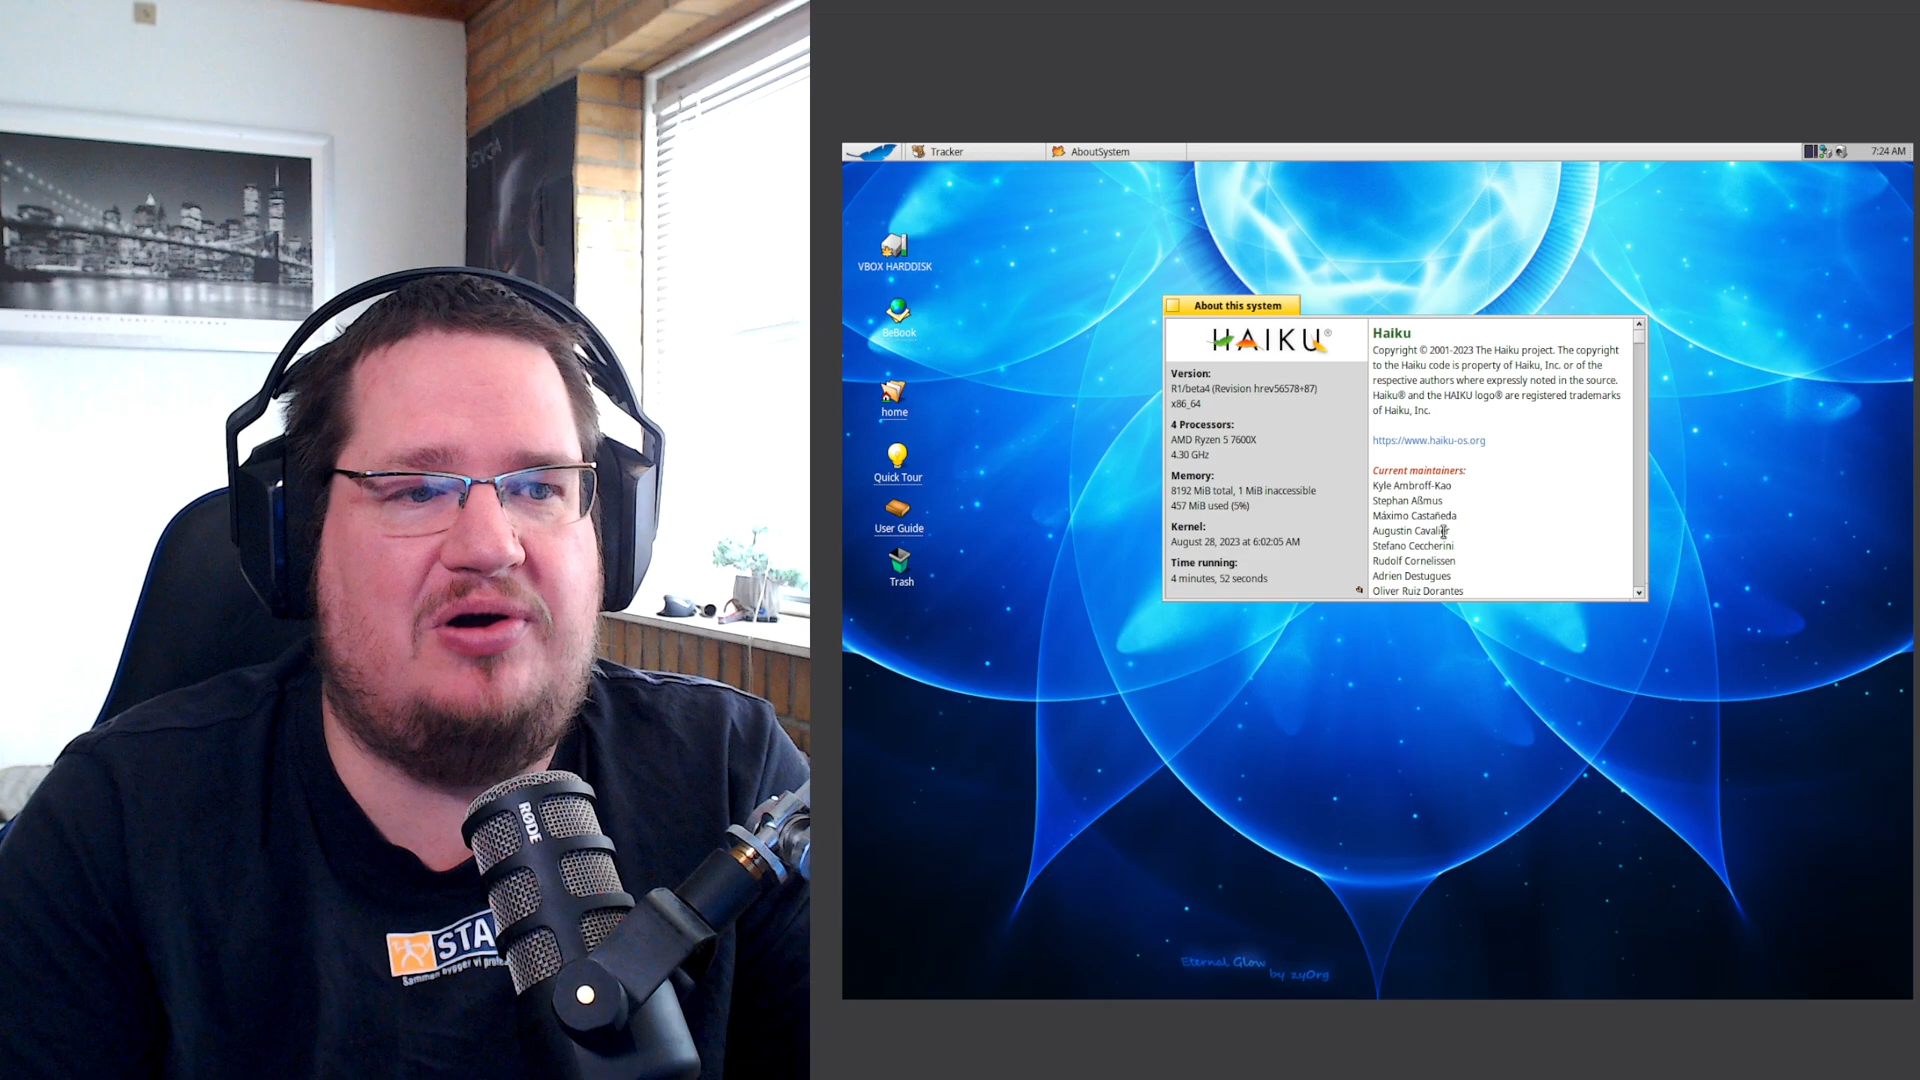 EVGA
RØDE
STA
Sammen bygger vi
Tracker
AboutSystem
7:24 AM
VBOX HARDDISK
BeBook
home
Quick Tour
User Guide
Trash
About this system
HAIKU®
Version:
R1/beta4 (Revision hrev56578+87)
x86_64
4 Processors:
AMD Ryzen 5 7600X
4.30 GHz
Memory:
8192 MiB total, 1 MiB inaccessible
457 MiB used (5%)
Kernel:
August 28, 2023 at 6:02:05 AM
Time running:
4 minutes, 52 seconds
Haiku
Copyright © 2001-2023 The Haiku project. The copyright
to the Haiku code is property of Haiku, Inc. or of the
respective authors where expressly noted in the source.
Haiku® and the HAIKU logo® are registered trademarks
of Haiku, Inc.
https://www.haiku-os.org
Current maintainers:
Kyle Ambroff-Kao
Stephan Aßmus
Máximo Castañeda
Augustin Cavalier
Stefano Ceccherini
Rudolf Cornelissen
Adrien Destugues
Oliver Ruiz Dorantes
Eternal Glow
by zyOrg